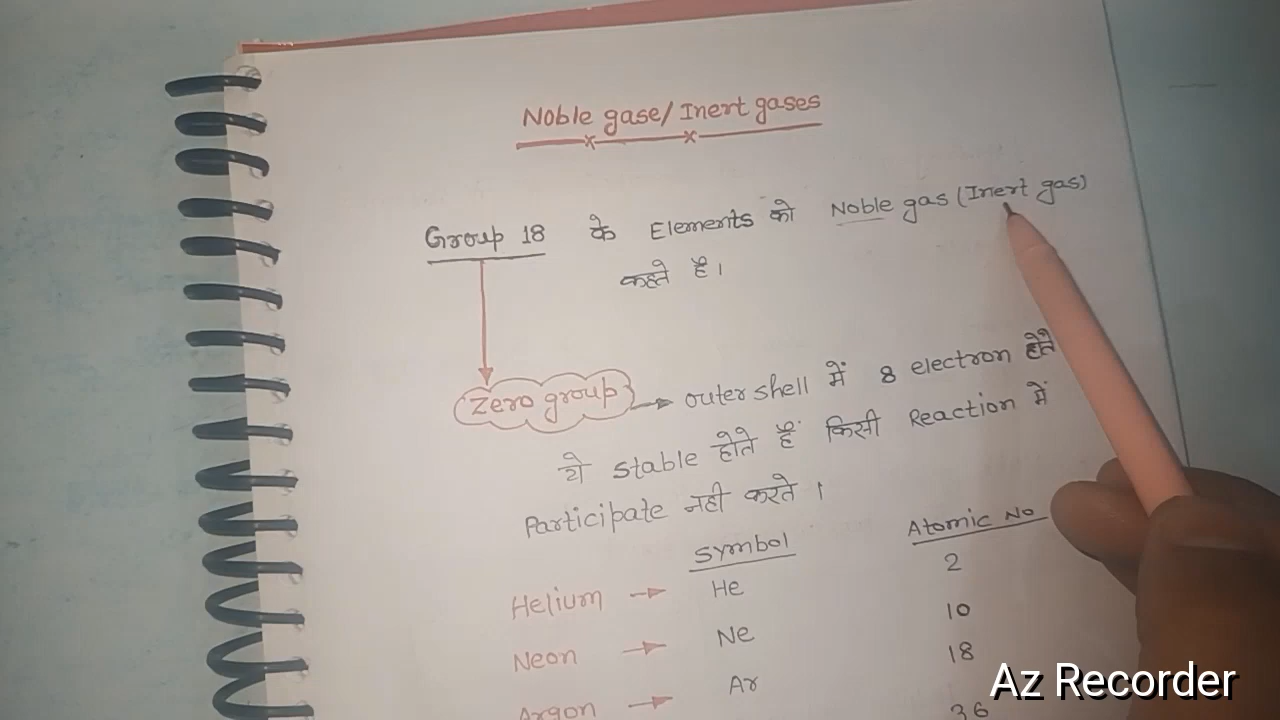 Noble gase/Inert gases
Group 18 के Elements को Noble gas (Inert gas)
कहते है।
Zero group → outer shell में 8 electron होते
ये stable होते हैं किसी Reaction में
Participate नही करते ।
Symbol Atomic No
Helium → He 2
Neon → Ne 10
Argon → Ar 18
36
Az Recorder